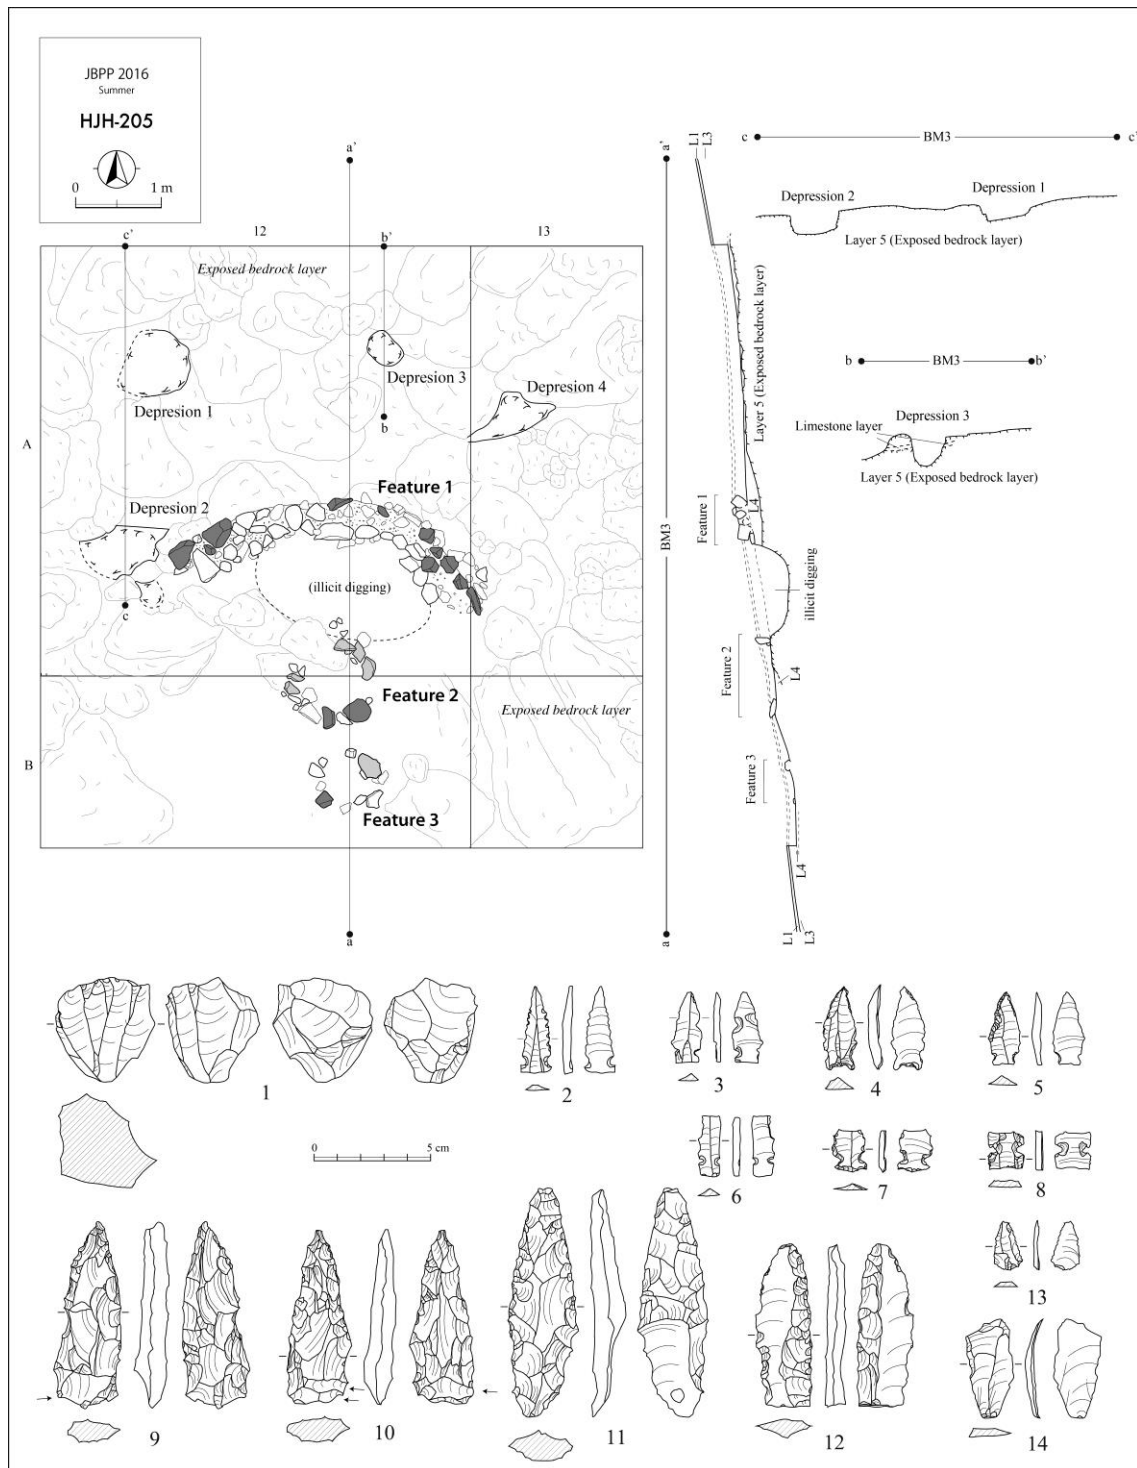 JBPP 2016
Summer
HJH-205
0 1 m
a'
12
13
c'
b'
Exposed bedrock layer
Depresion 1
Depresion 3
Depresion 4
b
A
Feature 1
Depresion 2
(illicit digging)
c
Feature 2
Exposed bedrock layer
B
Feature 3
a
a'
BM3
a
L1
L3
Layer 5 (Exposed bedrock layer)
Feature 1
L4
illicit digging
Feature 2
L4
Feature 3
L4
L1
L3
c BM3 c'
Depression 2
Depression 1
Layer 5 (Exposed bedrock layer)
b BM3 b'
Depression 3
Limestone layer
Layer 5 (Exposed bedrock layer)
1
2
3
4
5
0 5 cm
6
7
8
9
10
11
12
13
14